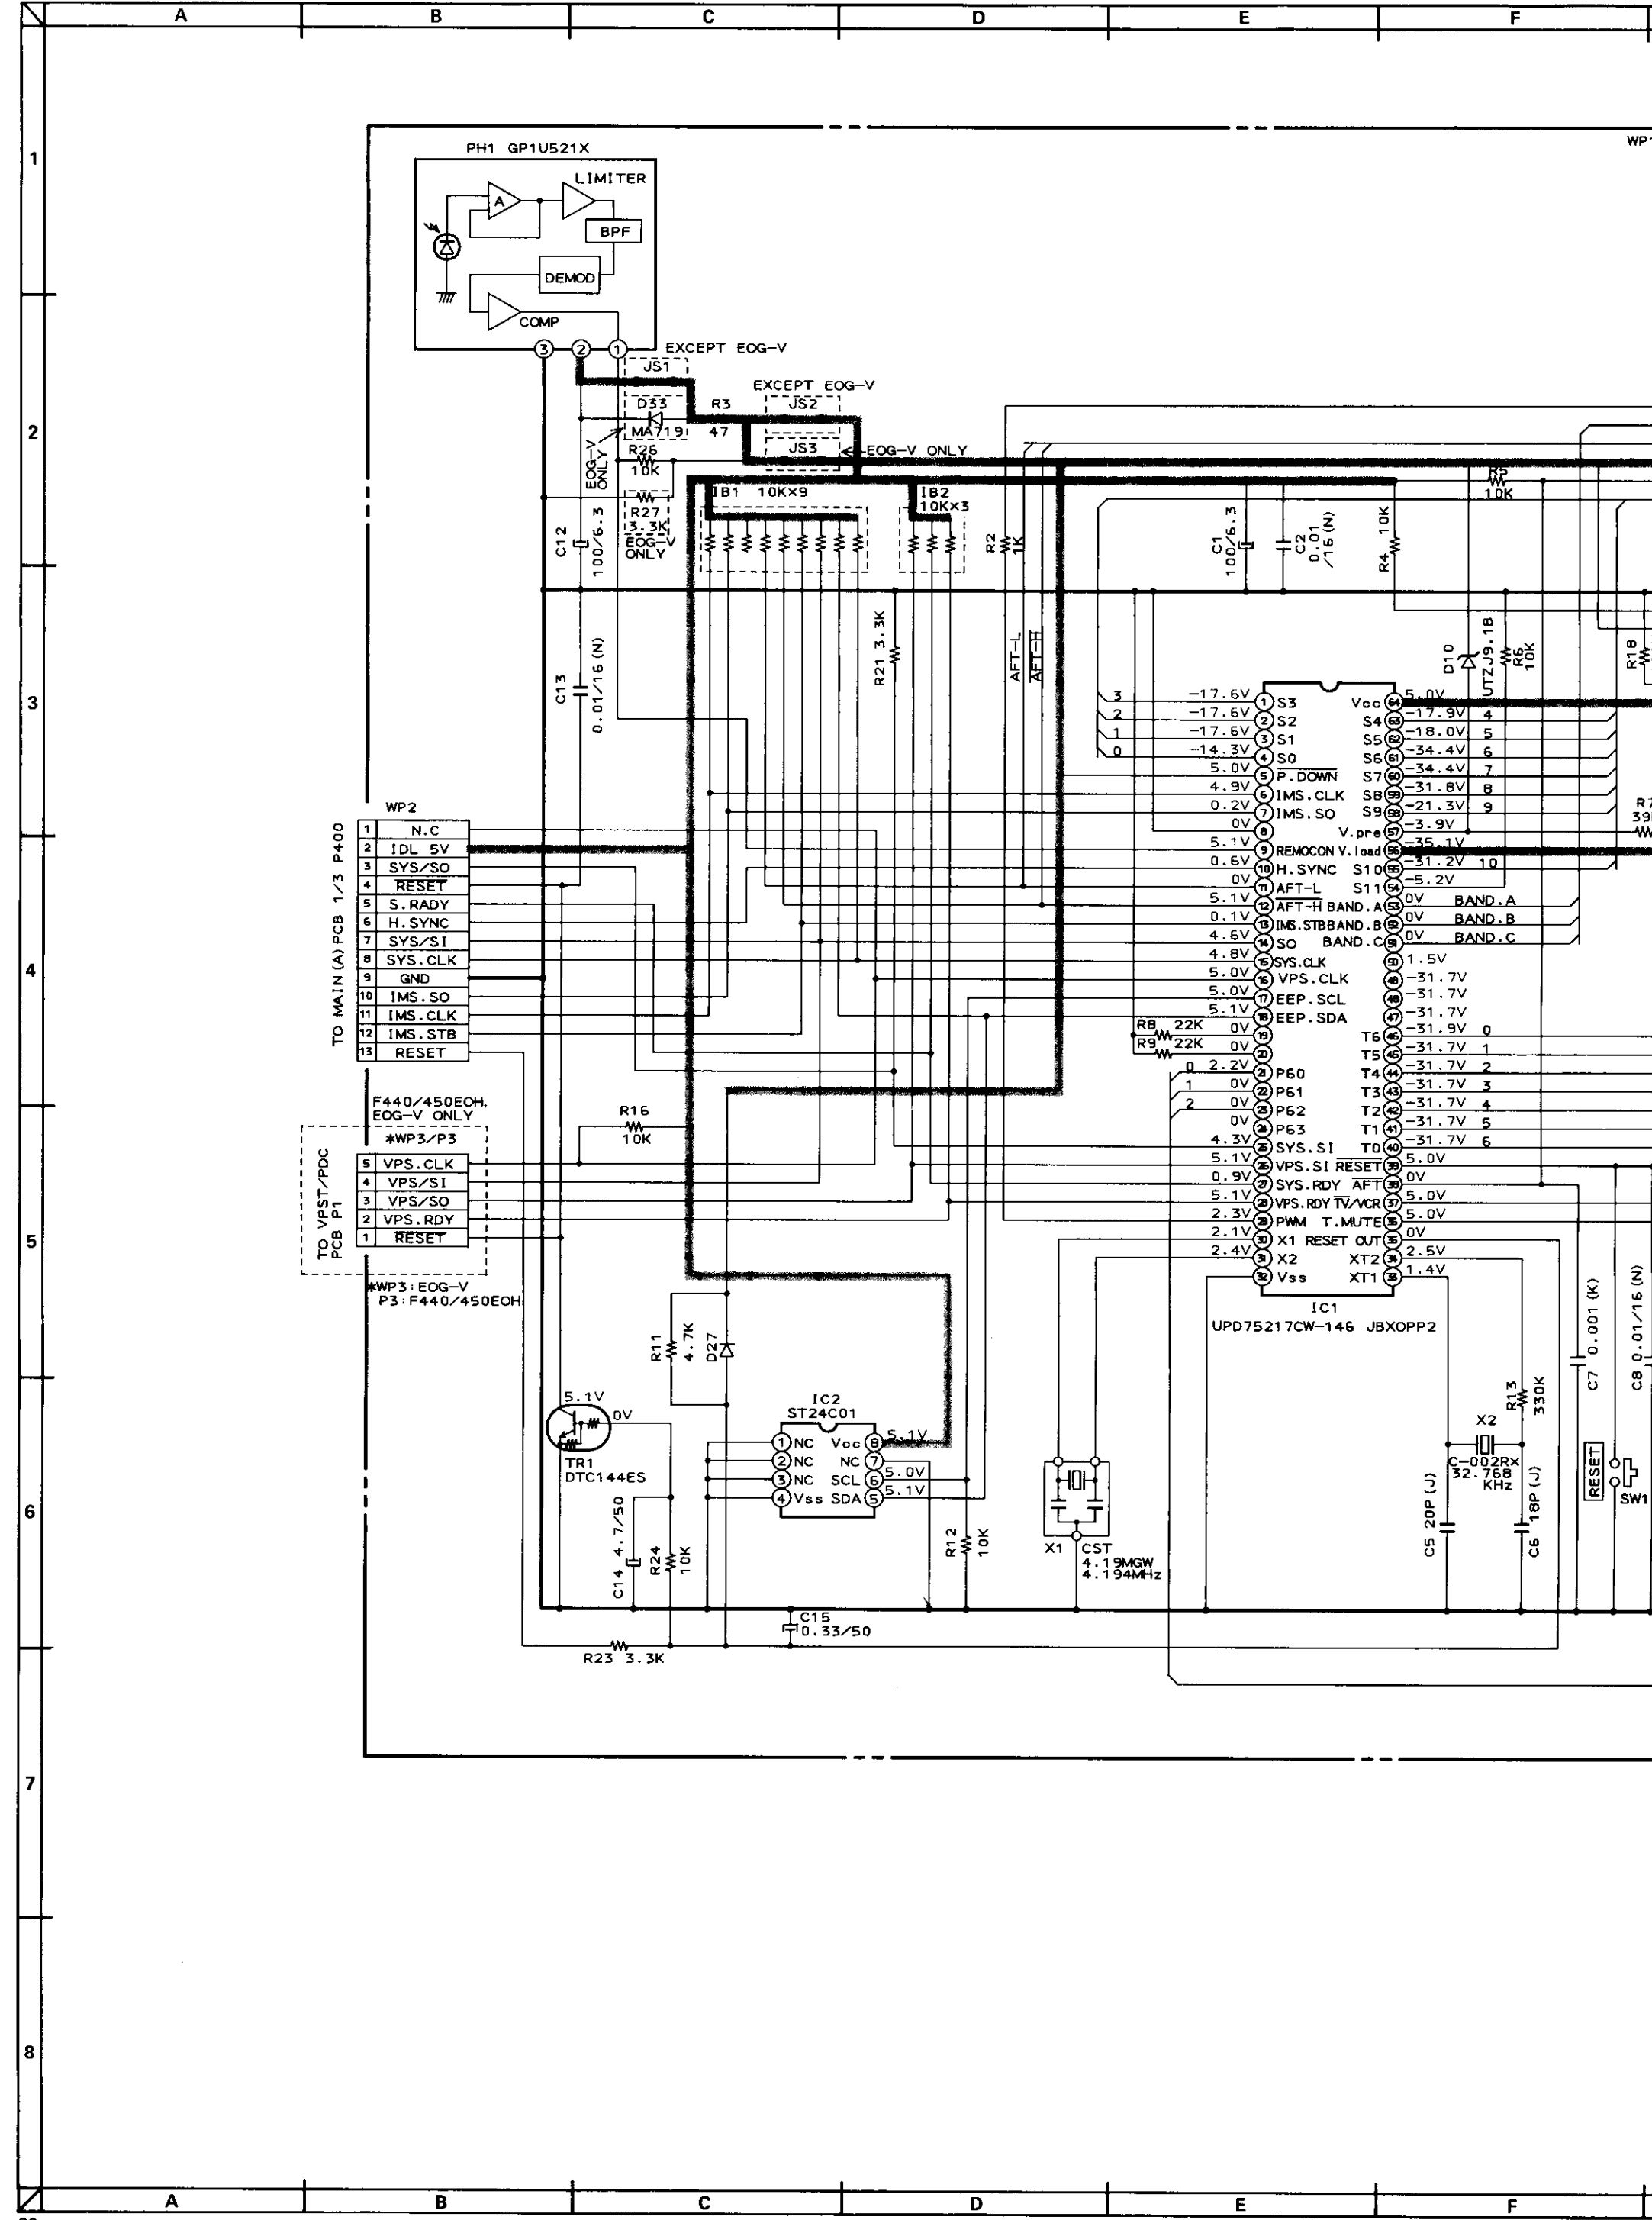 A B C D E F
1
2
3
4
5
6
7
8
PH1 GP1U521X
LIMITER
A
BPF
DEMOD
COMP
3 2 1
EXCEPT EOG-V
JS1
EXCEPT EOG-V
D33
MA719
R3
47
JS2
JS3
EOG-V ONLY
EOG-V
ONLY
R26
10K
R27
3.3K
EOG-V
ONLY
C12
100/6.3
IB1 10K×9
IB2
10K×3
R2
1K
C1
100/6.3
C2
0.01
/16(N)
R4 10K
R5
10K
C13
0.01/16(N)
R21 3.3K
AFT-L
AFT-H
D10
UTZJ9.1B
R6
10K
R18
WP2
TO MAIN(A)PCB 1/3 P400
1 N.C
2 IDL 5V
3 SYS/SO
4 RESET
5 S.RADY
6 H.SYNC
7 SYS/SI
8 SYS.CLK
9 GND
10 IMS.SO
11 IMS.CLK
12 IMS.STB
13 RESET
F440/450EOH,
EOG-V ONLY
*WP3/P3
TO VPST/PDC
PCB P1
5 VPS.CLK
4 VPS/SI
3 VPS/SO
2 VPS.RDY
1 RESET
*WP3:EOG-V
P3:F440/450EOH
R16
10K
3 -17.6V 1 S3
2 -17.6V 2 S2
1 -17.6V 3 S1
0 -14.3V 4 S0
5.0V 5 P.DOWN
4.9V 6 IMS.CLK
0.2V 7 IMS.SO
0V 8
5.1V 9 REMOCON
0.6V 10 H.SYNC
0V 11 AFT-L
5.1V 12 AFT-H
0.1V 13 IMS.STB
4.6V 14 SO
4.8V 15 SYS.CLK
5.0V 16 VPS.CLK
5.0V 17 EEP.SCL
5.1V 18 EEP.SDA
R8 22K 0V 19
R9 22K 0V 20
0 2.2V 21 P60
1 0V 22 P61
2 0V 23 P62
0V 24 P63
4.3V 25 SYS.SI
5.1V 26 VPS.SI
0.9V 27 SYS.RDY
5.1V 28 VPS.RDY
2.3V 29 PWM
2.1V 30 X1
2.4V 31 X2
32 Vss
Vcc 64 5.0V
S4 63 -17.9V 4
S5 62 -18.0V 5
S6 61 -34.4V 6
S7 60 -34.4V 7
S8 59 -31.8V 8
S9 58 -21.3V 9
V.pre 57 -3.9V
V.load 56 -35.1V
S10 55 -31.2V 10
S11 54 -5.2V
BAND.A 53 0V BAND.A
BAND.B 52 0V BAND.B
BAND.C 51 0V BAND.C
50 1.5V
49 -31.7V
48 -31.7V
47 -31.7V
T6 46 -31.9V 0
T5 45 -31.7V 1
T4 44 -31.7V 2
T3 43 -31.7V 3
T2 42 -31.7V 4
T1 41 -31.7V 5
T0 40 -31.7V 6
RESET 39 5.0V
AFT 38 0V
TV/VCR 37 5.0V
T.MUTE 36 5.0V
RESET OUT 35 0V
XT2 34 2.5V
XT1 33 1.4V
IC1
UPD75217CW-146 JBXOPP2
R11
4.7K
D27
5.1V
0V
TR1
DTC144ES
IC2
ST24C01
1 NC Vcc 8 5.1V
2 NC NC 7
3 NC SCL 6 5.0V
4 Vss SDA 5 5.1V
C14 4.7/50
R24
10K
R12
10K
X1 CST
4.19MGW
4.194MHz
C15
0.33/50
R23 3.3K
C5 20P(J)
X2
C-002RX
32.768
KHz
R13
330K
C6 18P(J)
C7 0.001(K)
C8 0.01/16(N)
RESET
SW1
A B C D E F